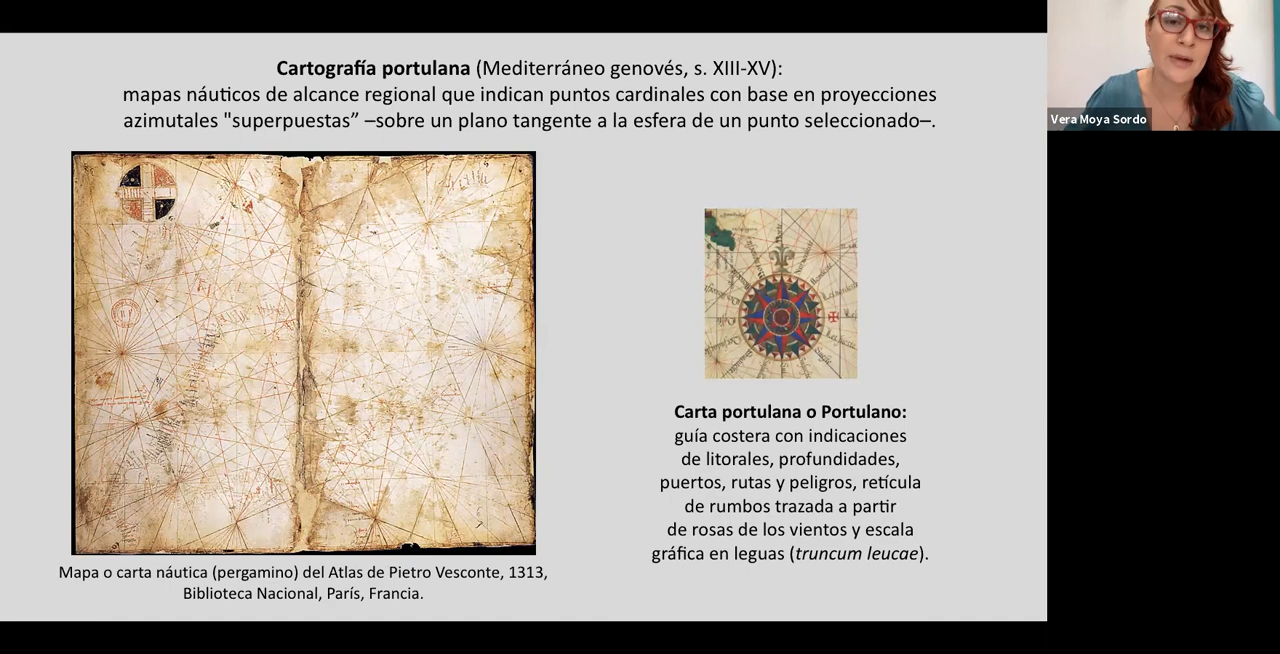 Cartografía portulana (Mediterráneo genovés, s. XIII-XV):
mapas náuticos de alcance regional que indican puntos cardinales con base en proyecciones
azimutales "superpuestas” –sobre un plano tangente a la esfera de un punto seleccionado–.
Vera Moya Sordo
Carta portulana o Portulano:
guía costera con indicaciones
de litorales, profundidades,
puertos, rutas y peligros, retícula
de rumbos trazada a partir
de rosas de los vientos y escala
gráfica en leguas (truncum leucae).
Mapa o carta náutica (pergamino) del Atlas de Pietro Vesconte, 1313,
Biblioteca Nacional, París, Francia.